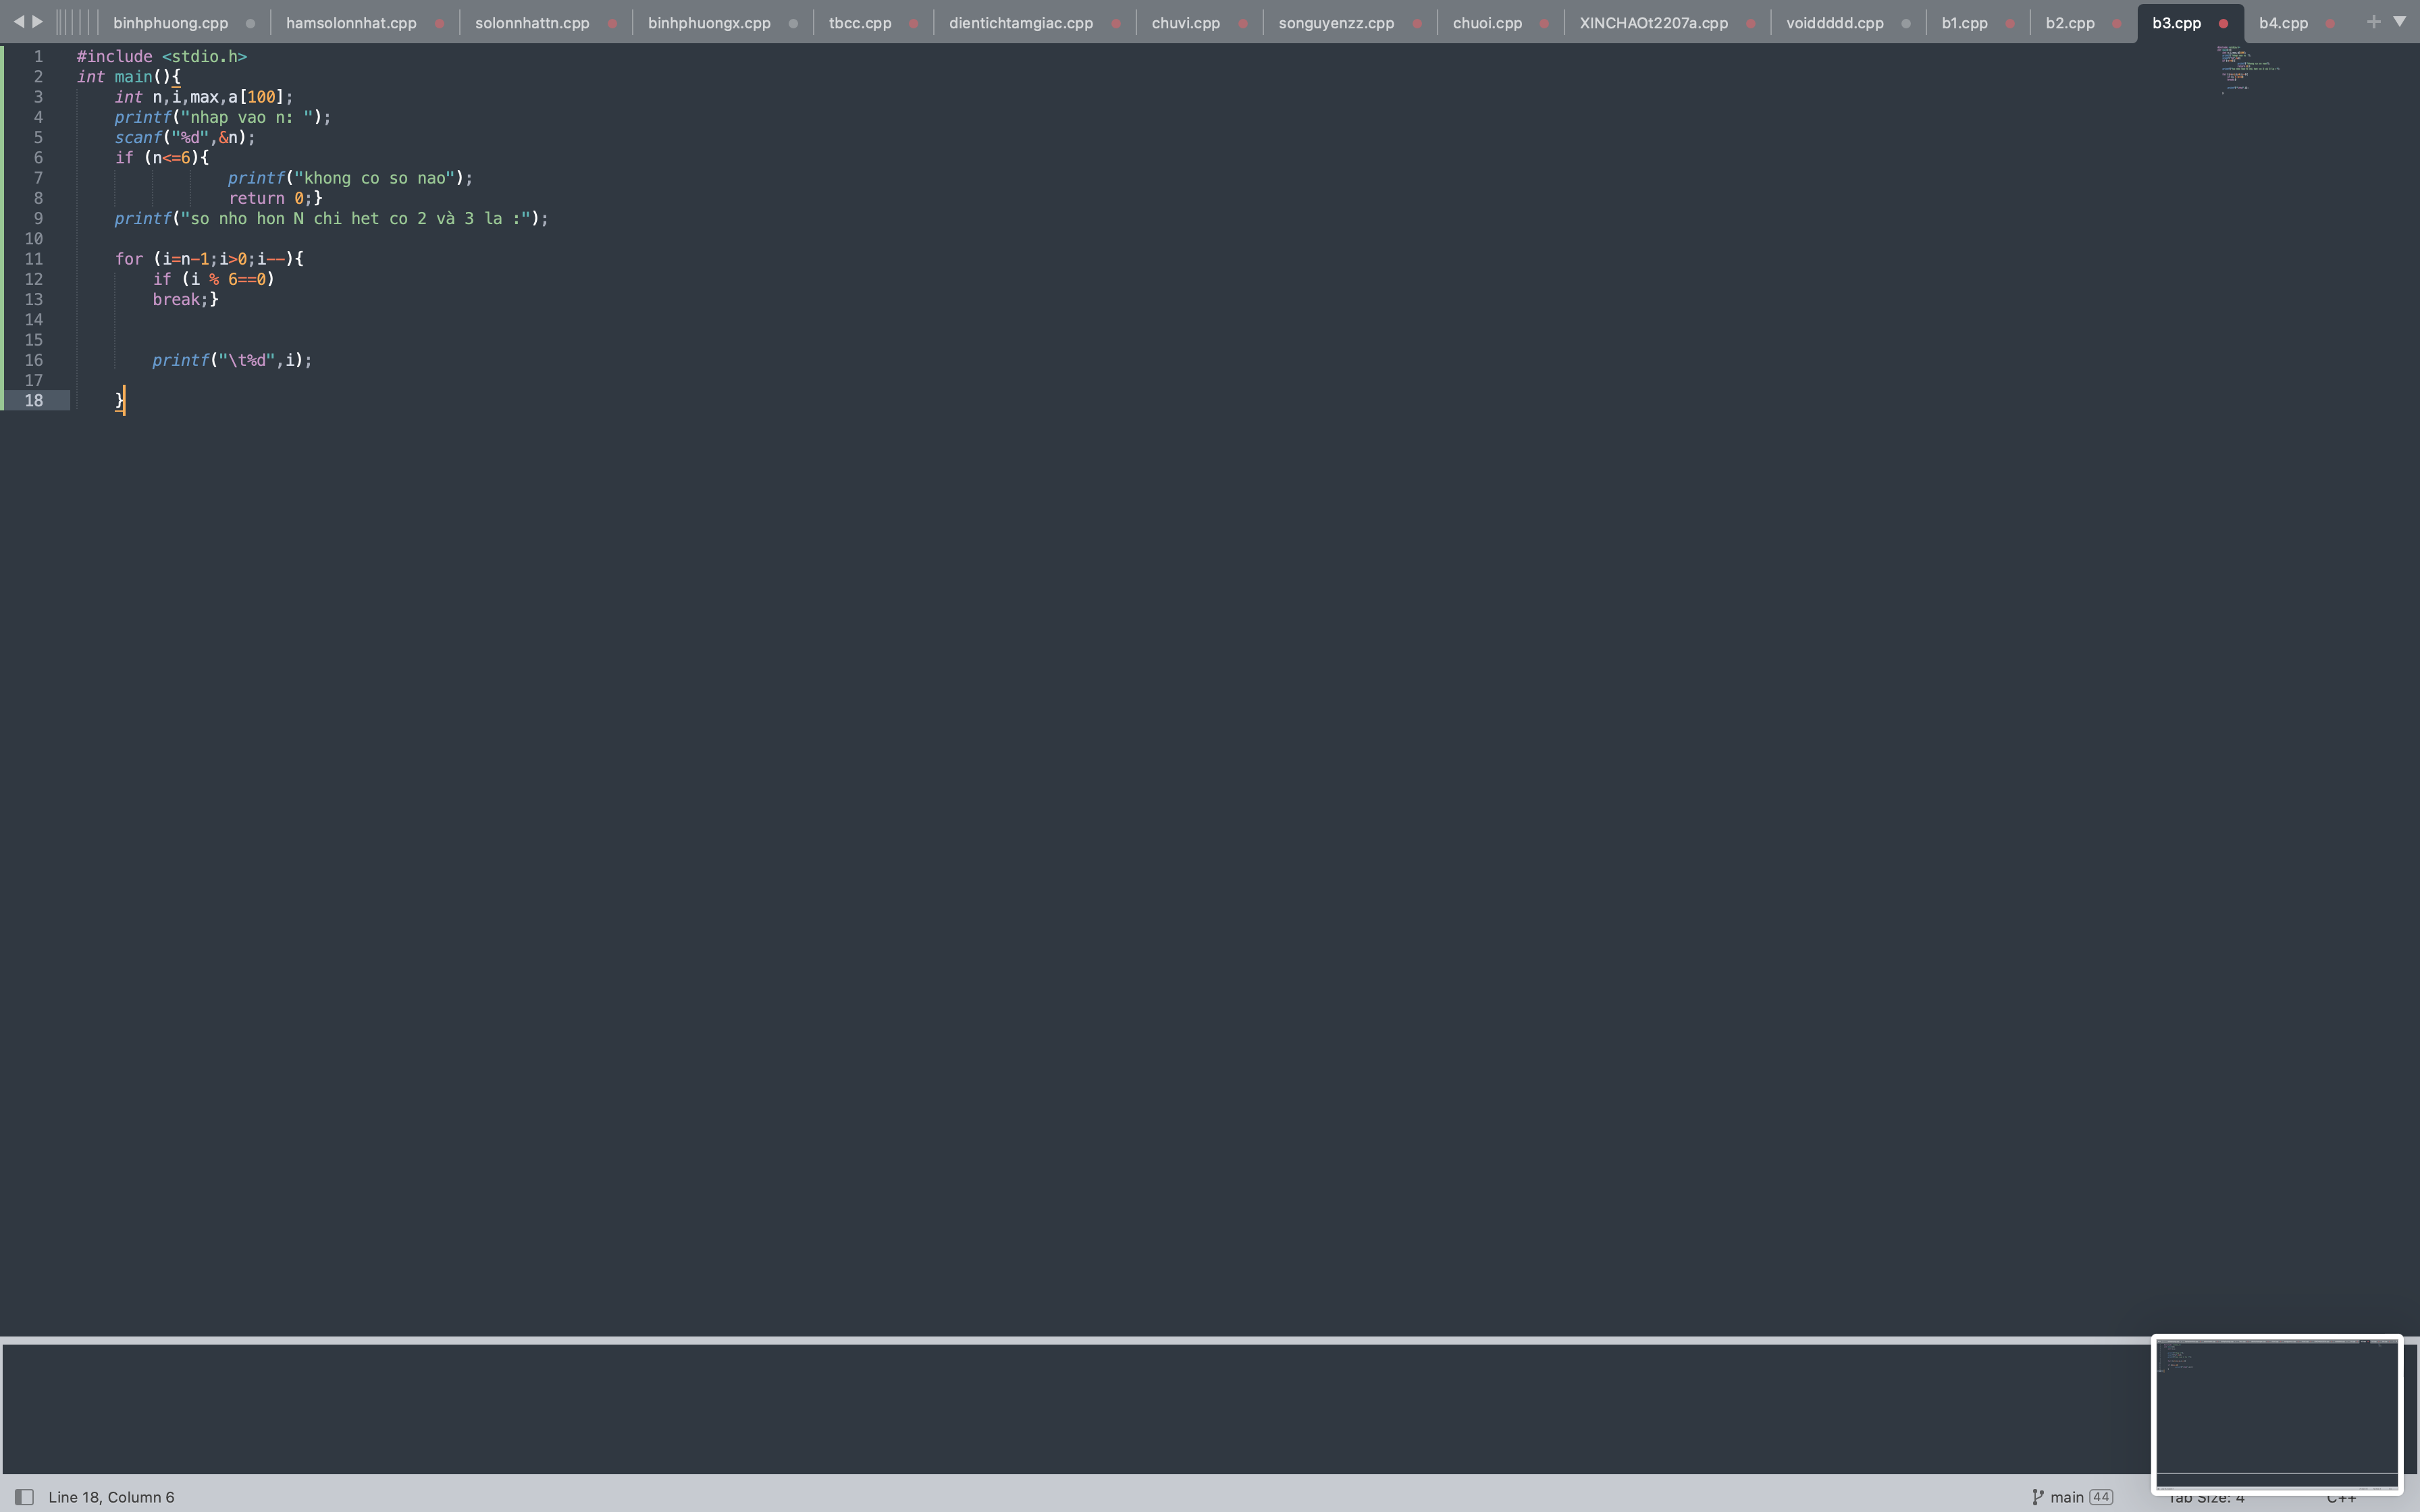 binhphuong.cpp hamsolonnhat.cpp solonnhattn.cpp binhphuongx.cpp tbcc.cpp dientichtamgiac.cpp chuvi.cpp songuyenzz.cpp chuoi.cpp XINCHAOt2207a.cpp voiddddd.cpp b1.cpp b2.cpp b3.cpp b4.cpp
1 #include <stdio.h>
2 int main(){
3 int n,i,max,a[100];
4 printf("nhap vao n: ");
5 scanf("%d",&n);
6 if (n<=6){
7 printf("khong co so nao");
8 return 0;}
9 printf("so nho hon N chi het co 2 và 3 la :");
10
11 for (i=n-1;i>0;i--){
12 if (i % 6==0)
13 break;}
14
15
16 printf("\t%d",i);
17
18 }
Line 18, Column 6 main 44 Tab Size: 4 C++